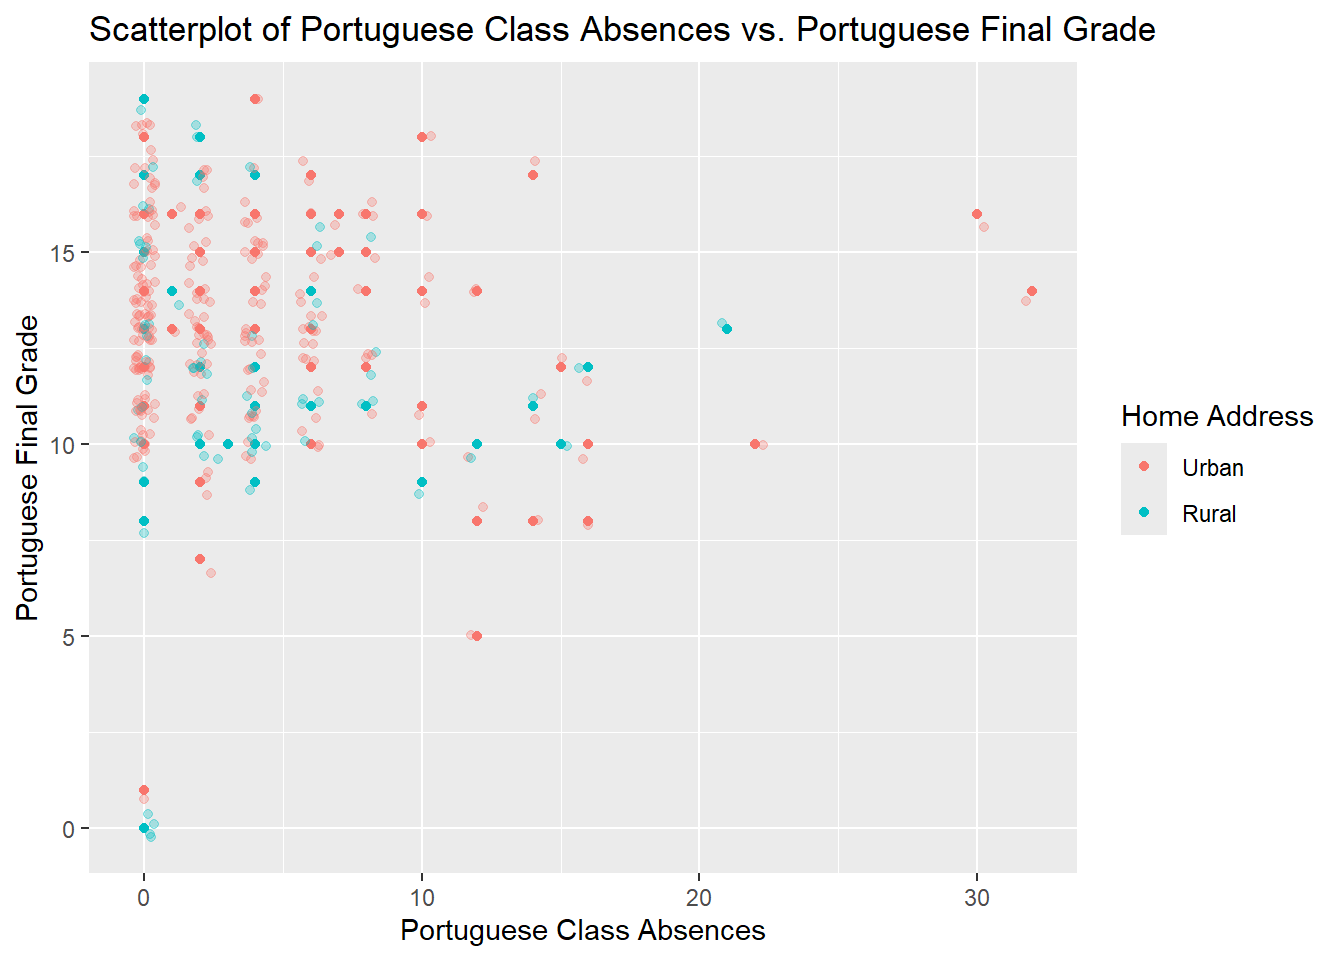 Scatterplot of Portuguese Class Absences vs. Portuguese Final Grade
Portuguese Final Grade
15
10
5
0
0 10 20 30
Portuguese Class Absences
Home Address
Urban
Rural